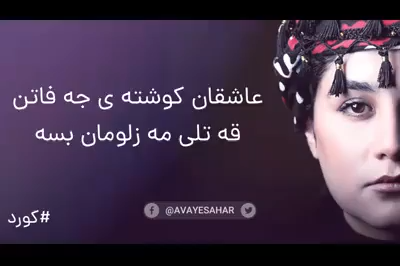 عاشقان کوشته ی جه فاتن
قه تلی مه زلومان بسه
#کورد
@AVAYESAHAR